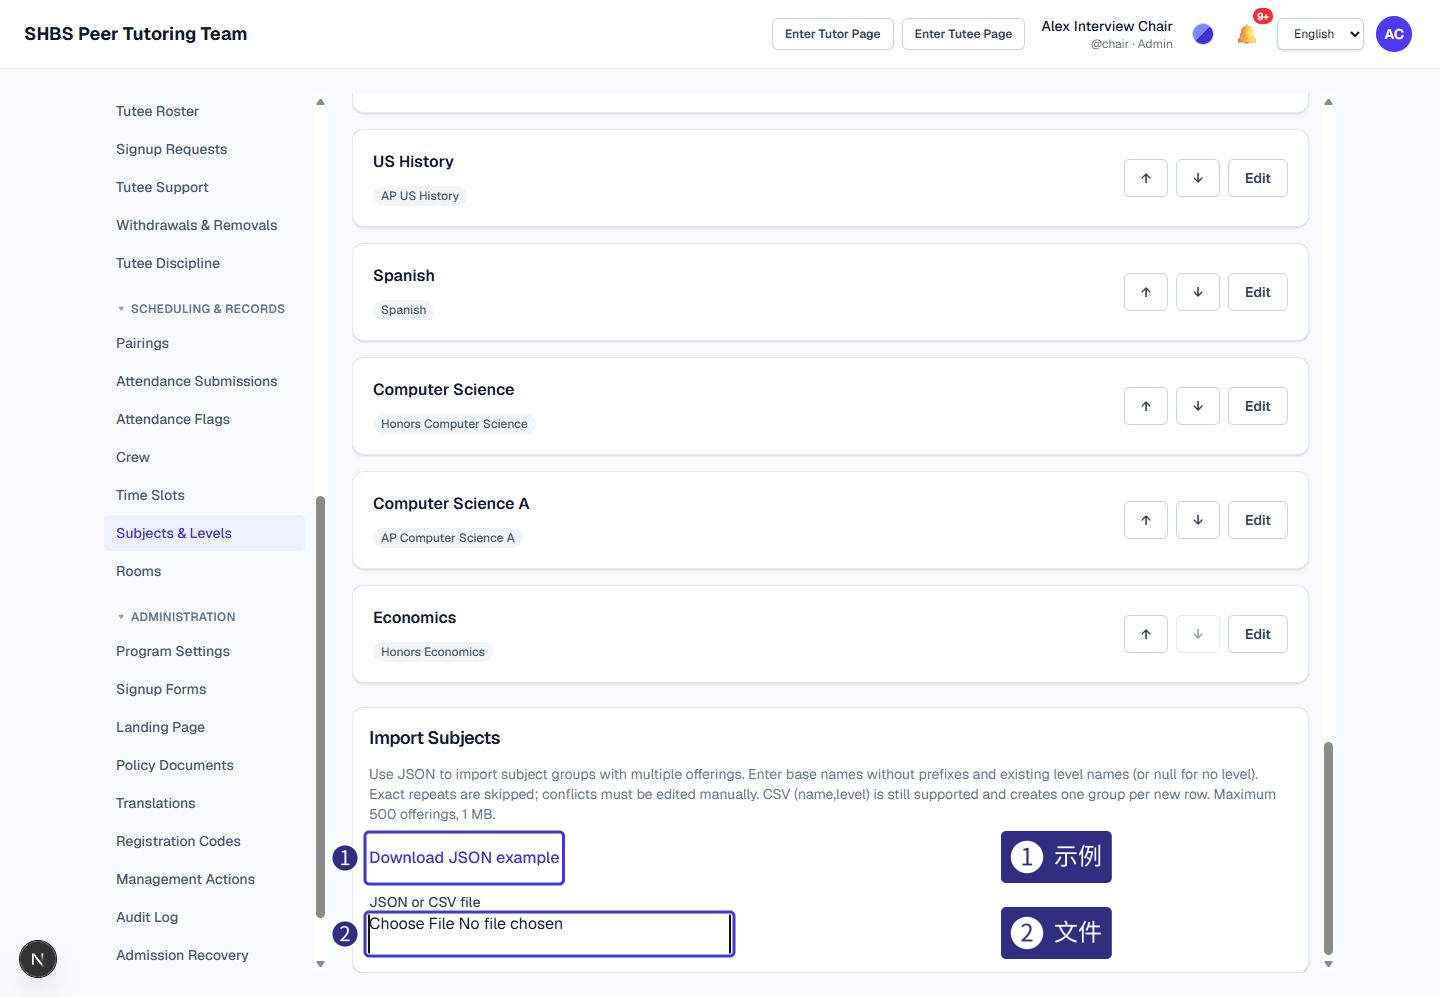 SHBS Peer Tutoring Team
Enter Tutor Page
Enter Tutee Page
Alex Interview Chair
@chair · Admin
9+
English
AC
Tutee Roster
Signup Requests
Tutee Support
Withdrawals & Removals
Tutee Discipline
SCHEDULING & RECORDS
Pairings
Attendance Submissions
Attendance Flags
Crew
Time Slots
Subjects & Levels
Rooms
ADMINISTRATION
Program Settings
Signup Forms
Landing Page
Policy Documents
Translations
Registration Codes
Management Actions
Audit Log
Admission Recovery
N
US History
AP US History
↑ ↓ Edit
Spanish
Spanish
↑ ↓ Edit
Computer Science
Honors Computer Science
↑ ↓ Edit
Computer Science A
AP Computer Science A
↑ ↓ Edit
Economics
Honors Economics
↑ ↓ Edit
Import Subjects
Use JSON to import subject groups with multiple offerings. Enter base names without prefixes and existing level names (or null for no level).
Exact repeats are skipped; conflicts must be edited manually. CSV (name,level) is still supported and creates one group per new row. Maximum
500 offerings, 1 MB.
1 Download JSON example
1 示例
JSON or CSV file
2 Choose File No file chosen
2 文件